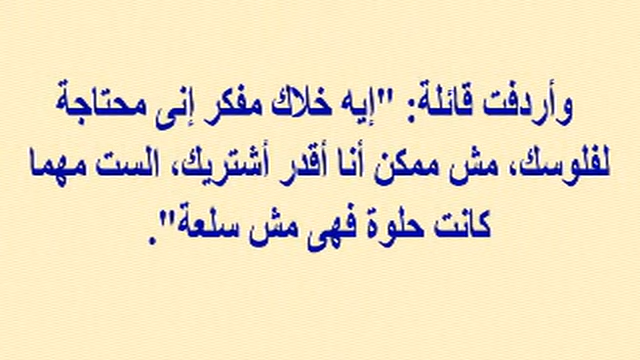 وأردفت قائلة: "إيه خلاك مفكر إنى محتاجة
لفلوسك، مش ممكن أنا أقدر أشتريك، الست مهما
كانت حلوة فهى مش سلعة".